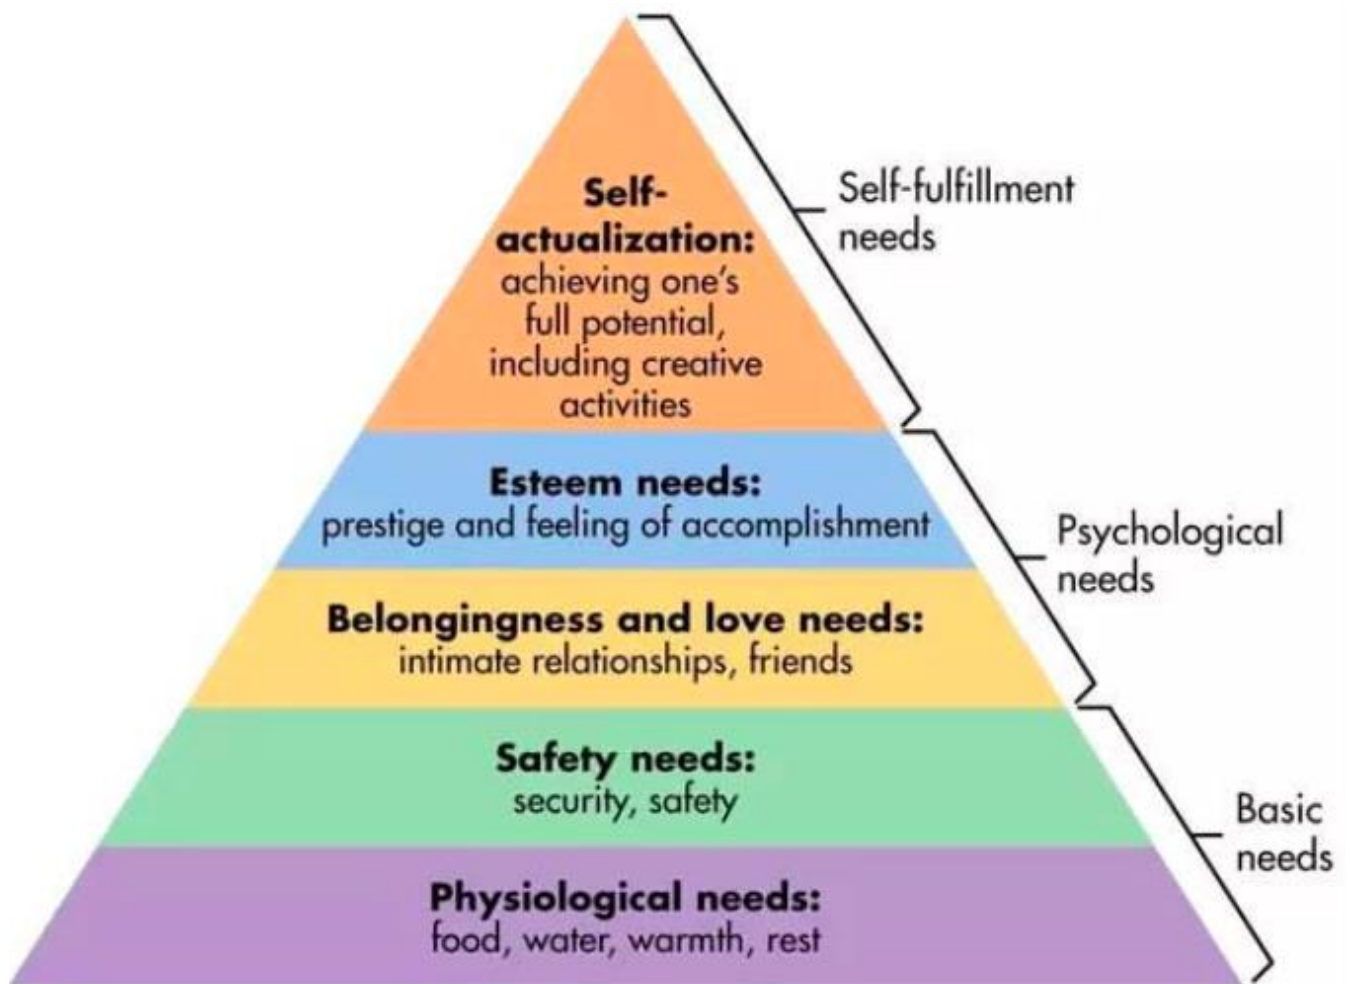 Self-
actualization:
achieving one's
full potential,
including creative
activities
Self-fulfillment
needs
Esteem needs:
prestige and feeling of accomplishment
Belongingness and love needs:
intimate relationships, friends
Psychological
needs
Safety needs:
security, safety
Physiological needs:
food, water, warmth, rest
Basic
needs